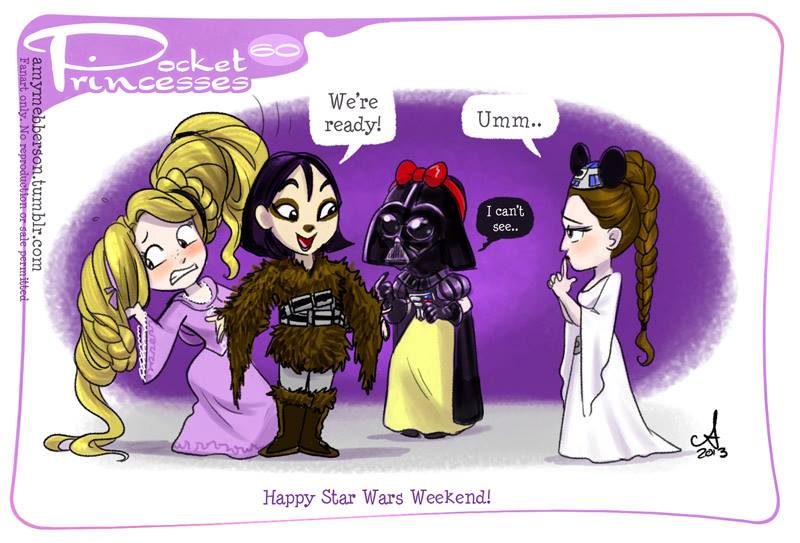 Pocket
Princesses
60
amymebberson.tumblr.com
Fanart only. No reproduction or sale permitted
We're
ready!
Umm..
I can't
see..
A
2013
Happy Star Wars Weekend!